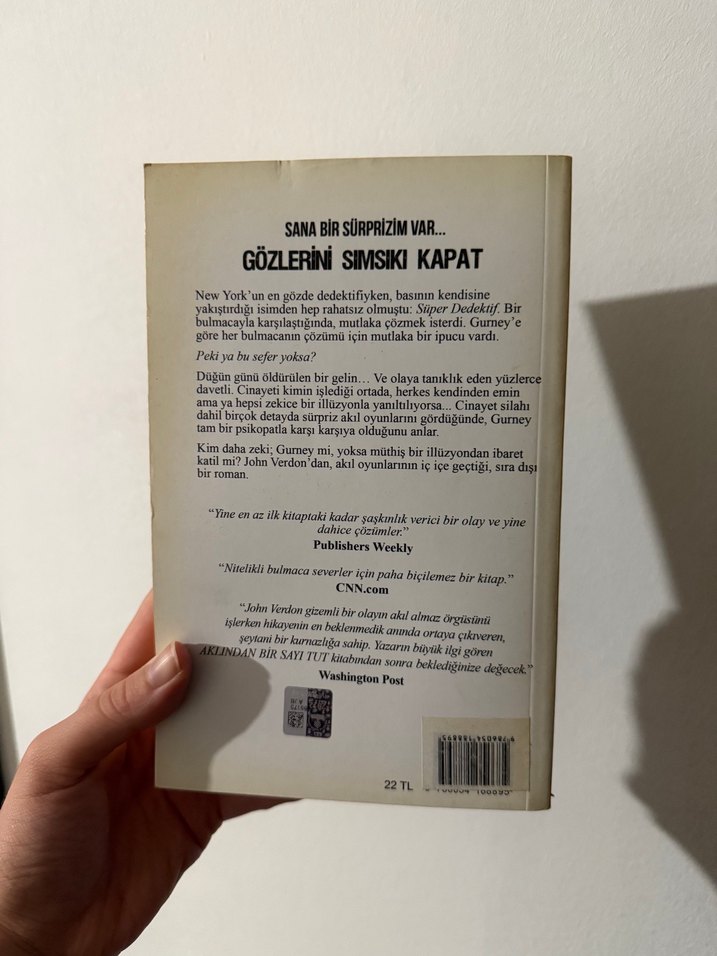 SANA BİR SÜRPRİZİM VAR...
GÖZLERİNİ SIMSIKI KAPAT
New York'un en gözde dedektifiyken, basının kendisine
yakıştırdığı isimden hep rahatsız olmuştu: Süper Dedektif. Bir
bulmacayla karşılaştığında, mutlaka çözmek isterdi. Gurney'e
göre her bulmacanın çözümü için mutlaka bir ipucu vardı.
Peki ya bu sefer yoksa?
Düğün günü öldürülen bir gelin… Ve olaya tanıklık eden yüzlerce
davetli. Cinayeti kimin işlediği ortada, herkes kendinden emin
ama ya hepsi zekice bir illüzyonla yanıltılıyorsa... Cinayet silahı
dahil birçok detayda sürpriz akıl oyunlarını gördüğünde, Gurney
tam bir psikopatla karşı karşıya olduğunu anlar.
Kim daha zeki; Gurney mi, yoksa müthiş bir illüzyondan ibaret
katil mi? John Verdon'dan, akıl oyunlarının iç içe geçtiği, sıra dışı
bir roman.
“Yine en az ilk kitaptaki kadar şaşkınlık verici bir olay ve yine
dahice çözümler.”
Publishers Weekly
“Nitelikli bulmaca severler için paha biçilemez bir kitap.”
CNN.com
“John Verdon gizemli bir olayın akıl almaz örgüsünü
işlerken hikayenin en beklenmedik anında ortaya çıkıveren,
şeytani bir kurnazlığa sahip. Yazarın büyük ilgi gören
AKLINDAN BİR SAYI TUT kitabından sonra beklediğinize değecek.”
Washington Post
9 786054 188895
22 TL